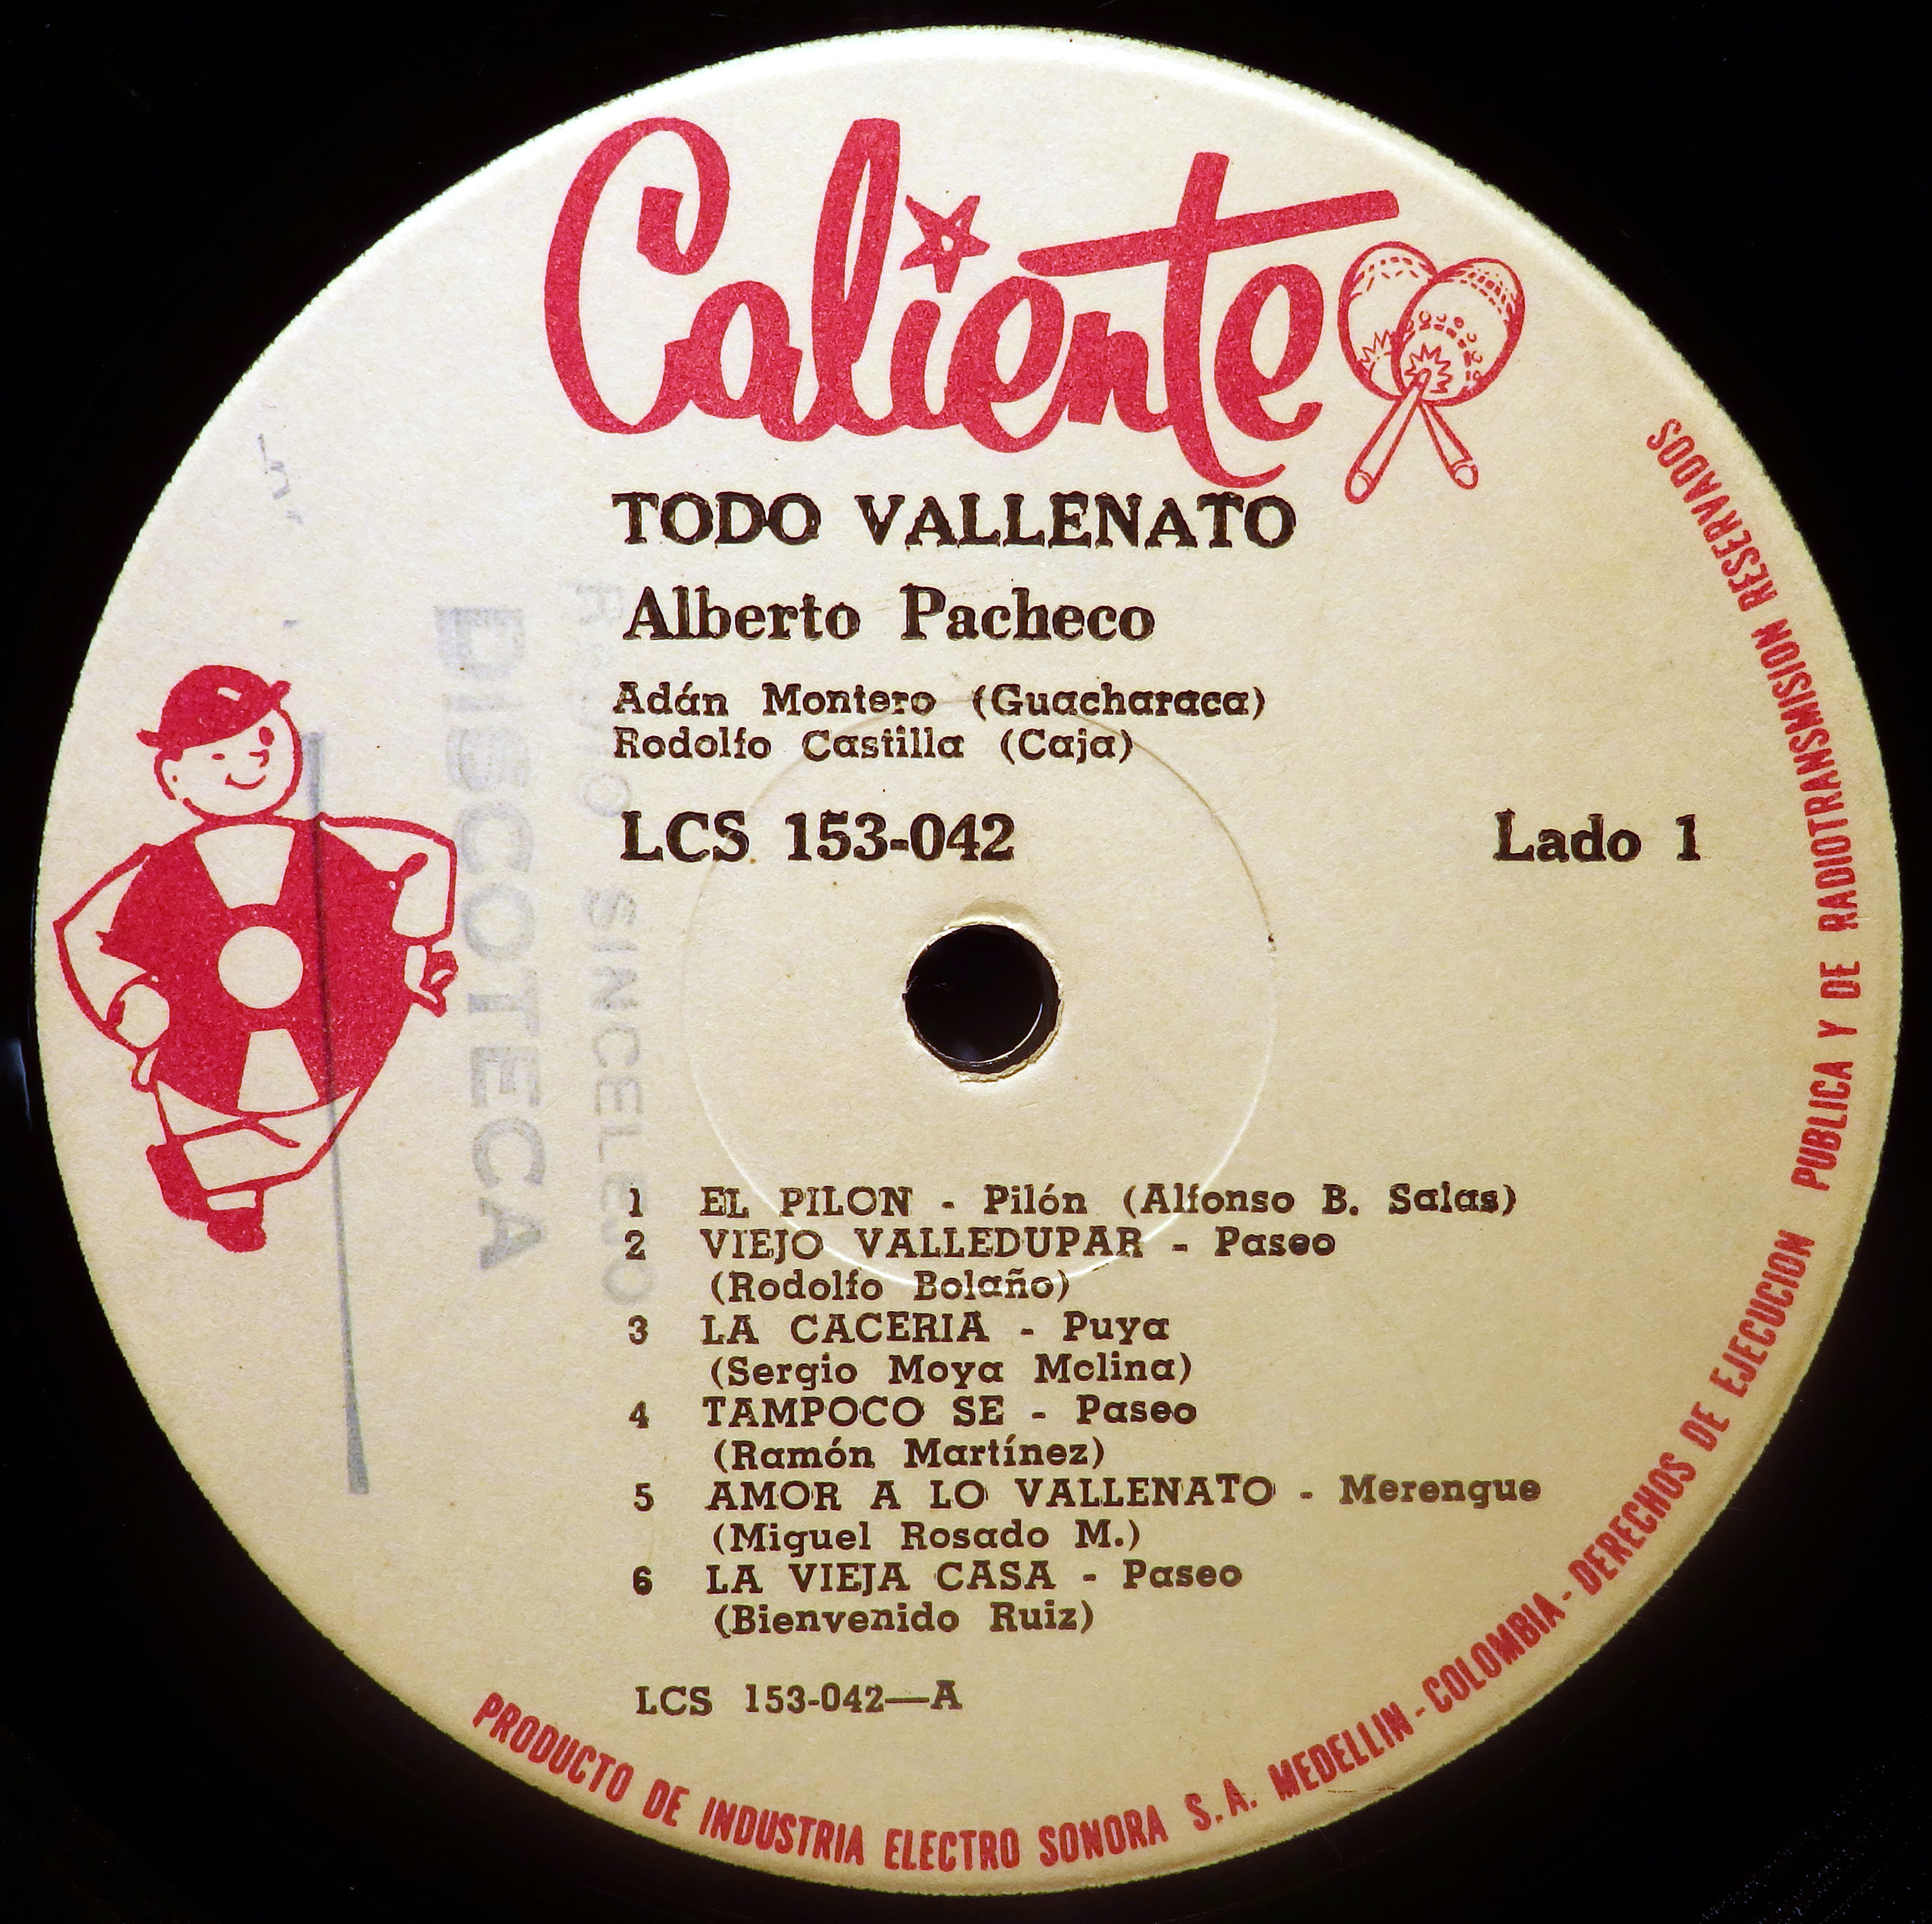 Caliente
TODO VALLENATO
Alberto Pacheco
Adán Montero (Guacharaca)
Rodolfo Castilla (Caja)
LCS 153-042
Lado 1
1 EL PILON - Pilón (Alfonso B. Salas)
2 VIEJO VALLEDUPAR - Paseo
(Rodolfo Bolaño)
3 LA CACERIA - Puya
(Sergio Moya Molina)
4 TAMPOCO SE - Paseo
(Ramón Martínez)
5 AMOR A LO VALLENATO - Merengue
(Miguel Rosado M.)
6 LA VIEJA CASA - Paseo
(Bienvenido Ruiz)
LCS 153-042—A
PRODUCTO DE INDUSTRIA ELECTRO SONORA S.A. MEDELLIN - COLOMBIA - DERECHOS DE EJECUCION PUBLICA Y DE RADIOTRANSMISION RESERVADOS
RADIO SINCELEJO
DISCOTECA